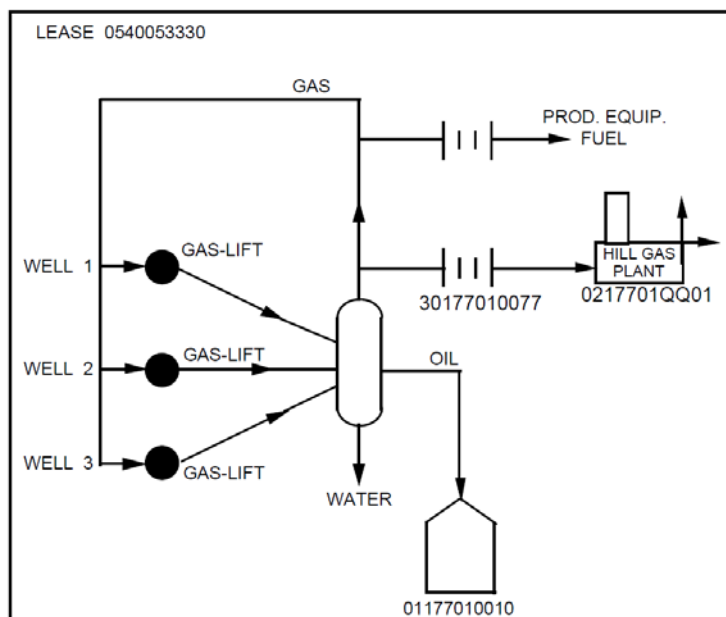 LEASE 0540053330
GAS
PROD. EQUIP.
FUEL
GAS-LIFT
WELL 1
HILL GAS
PLANT
30177010077
0217701QQ01
GAS-LIFT
OIL
WELL 2
WELL 3
GAS-LIFT
WATER
01177010010